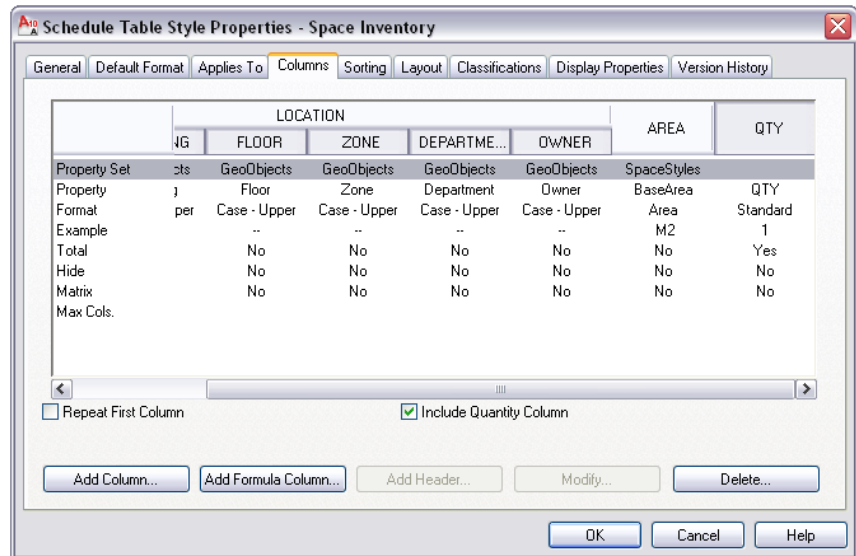 Schedule Table Style Properties - Space Inventory
General Default Format Applies To Columns Sorting Layout Classifications Display Properties Version History
LOCATION
NG FLOOR ZONE DEPARTME... OWNER AREA QTY
Property Set cts GeoObjects GeoObjects GeoObjects GeoObjects SpaceStyles
Property g Floor Zone Department Owner BaseArea QTY
Format per Case - Upper Case - Upper Case - Upper Case - Upper Area Standard
Example -- -- -- -- M2 1
Total No No No No No Yes
Hide No No No No No No
Matrix No No No No No No
Max Cols.
Repeat First Column Include Quantity Column
Add Column... Add Formula Column... Add Header... Modify... Delete...
OK Cancel Help